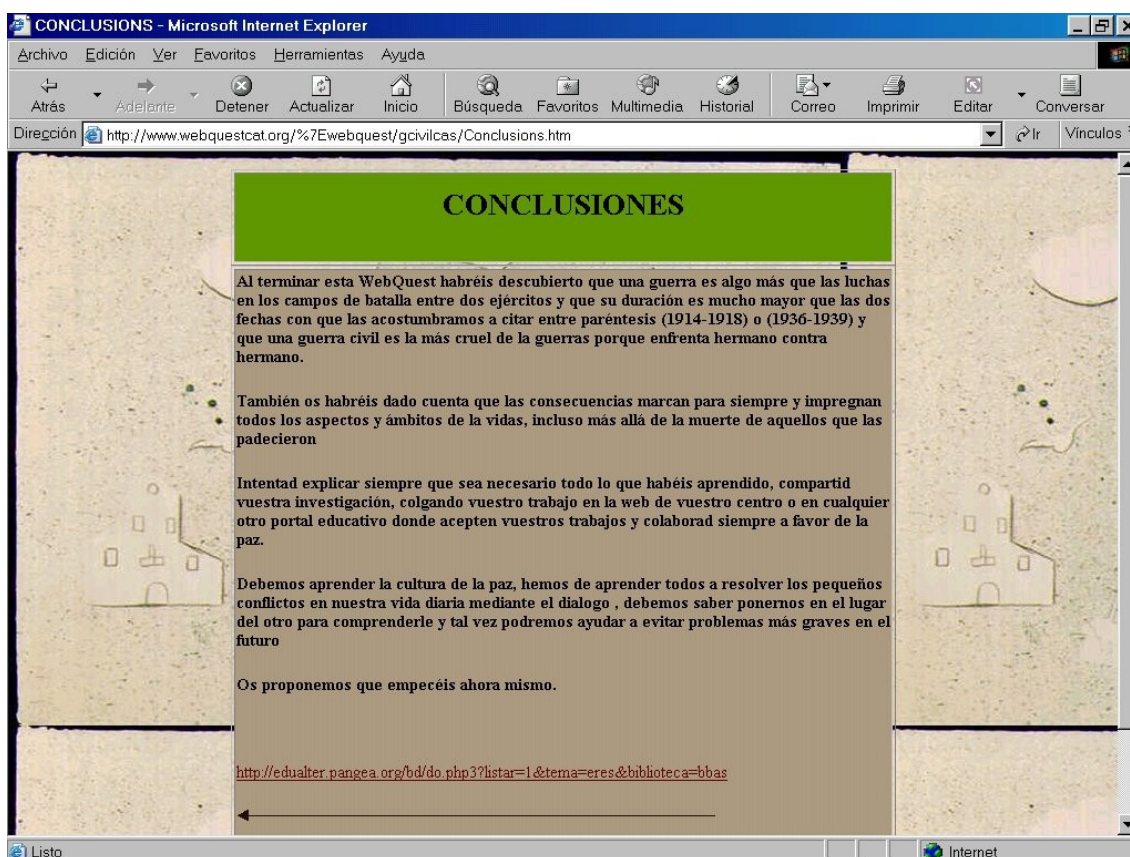 CONCLUSIONS - Microsoft Internet Explorer
Archivo Edición Ver Favoritos Herramientas Ayuda
Atrás Adelante Detener Actualizar Inicio Búsqueda Favoritos Multimedia Historial Correo Imprimir Editar Conversar
Dirección http://www.webquestcat.org/%7Ewebquest/gcivilcas/Conclusions.htm Ir Vínculos
CONCLUSIONES
Al terminar esta WebQuest habréis descubierto que una guerra es algo más que las luchas
en los campos de batalla entre dos ejércitos y que su duración es mucho mayor que las dos
fechas con que las acostumbramos a citar entre paréntesis (1914-1918) o (1936-1939) y
que una guerra civil es la más cruel de la guerras porque enfrenta hermano contra
hermano.
También os habréis dado cuenta que las consecuencias marcan para siempre y impregnan
todos los aspectos y ámbitos de la vidas, incluso más allá de la muerte de aquellos que las
padecieron
Intentad explicar siempre que sea necesario todo lo que habéis aprendido, compartid
vuestra investigación, colgando vuestro trabajo en la web de vuestro centro o en cualquier
otro portal educativo donde acepten vuestros trabajos y colaborad siempre a favor de la
paz.
Debemos aprender la cultura de la paz, hemos de aprender todos a resolver los pequeños
conflictos en nuestra vida diaria mediante el dialogo , debemos saber ponernos en el lugar
del otro para comprenderle y tal vez podremos ayudar a evitar problemas más graves en el
futuro
Os proponemos que empecéis ahora mismo.
http://edualter.pangea.org/bd/do.php3?listar=1&tema=eres&biblioteca=bbas
Listo Internet